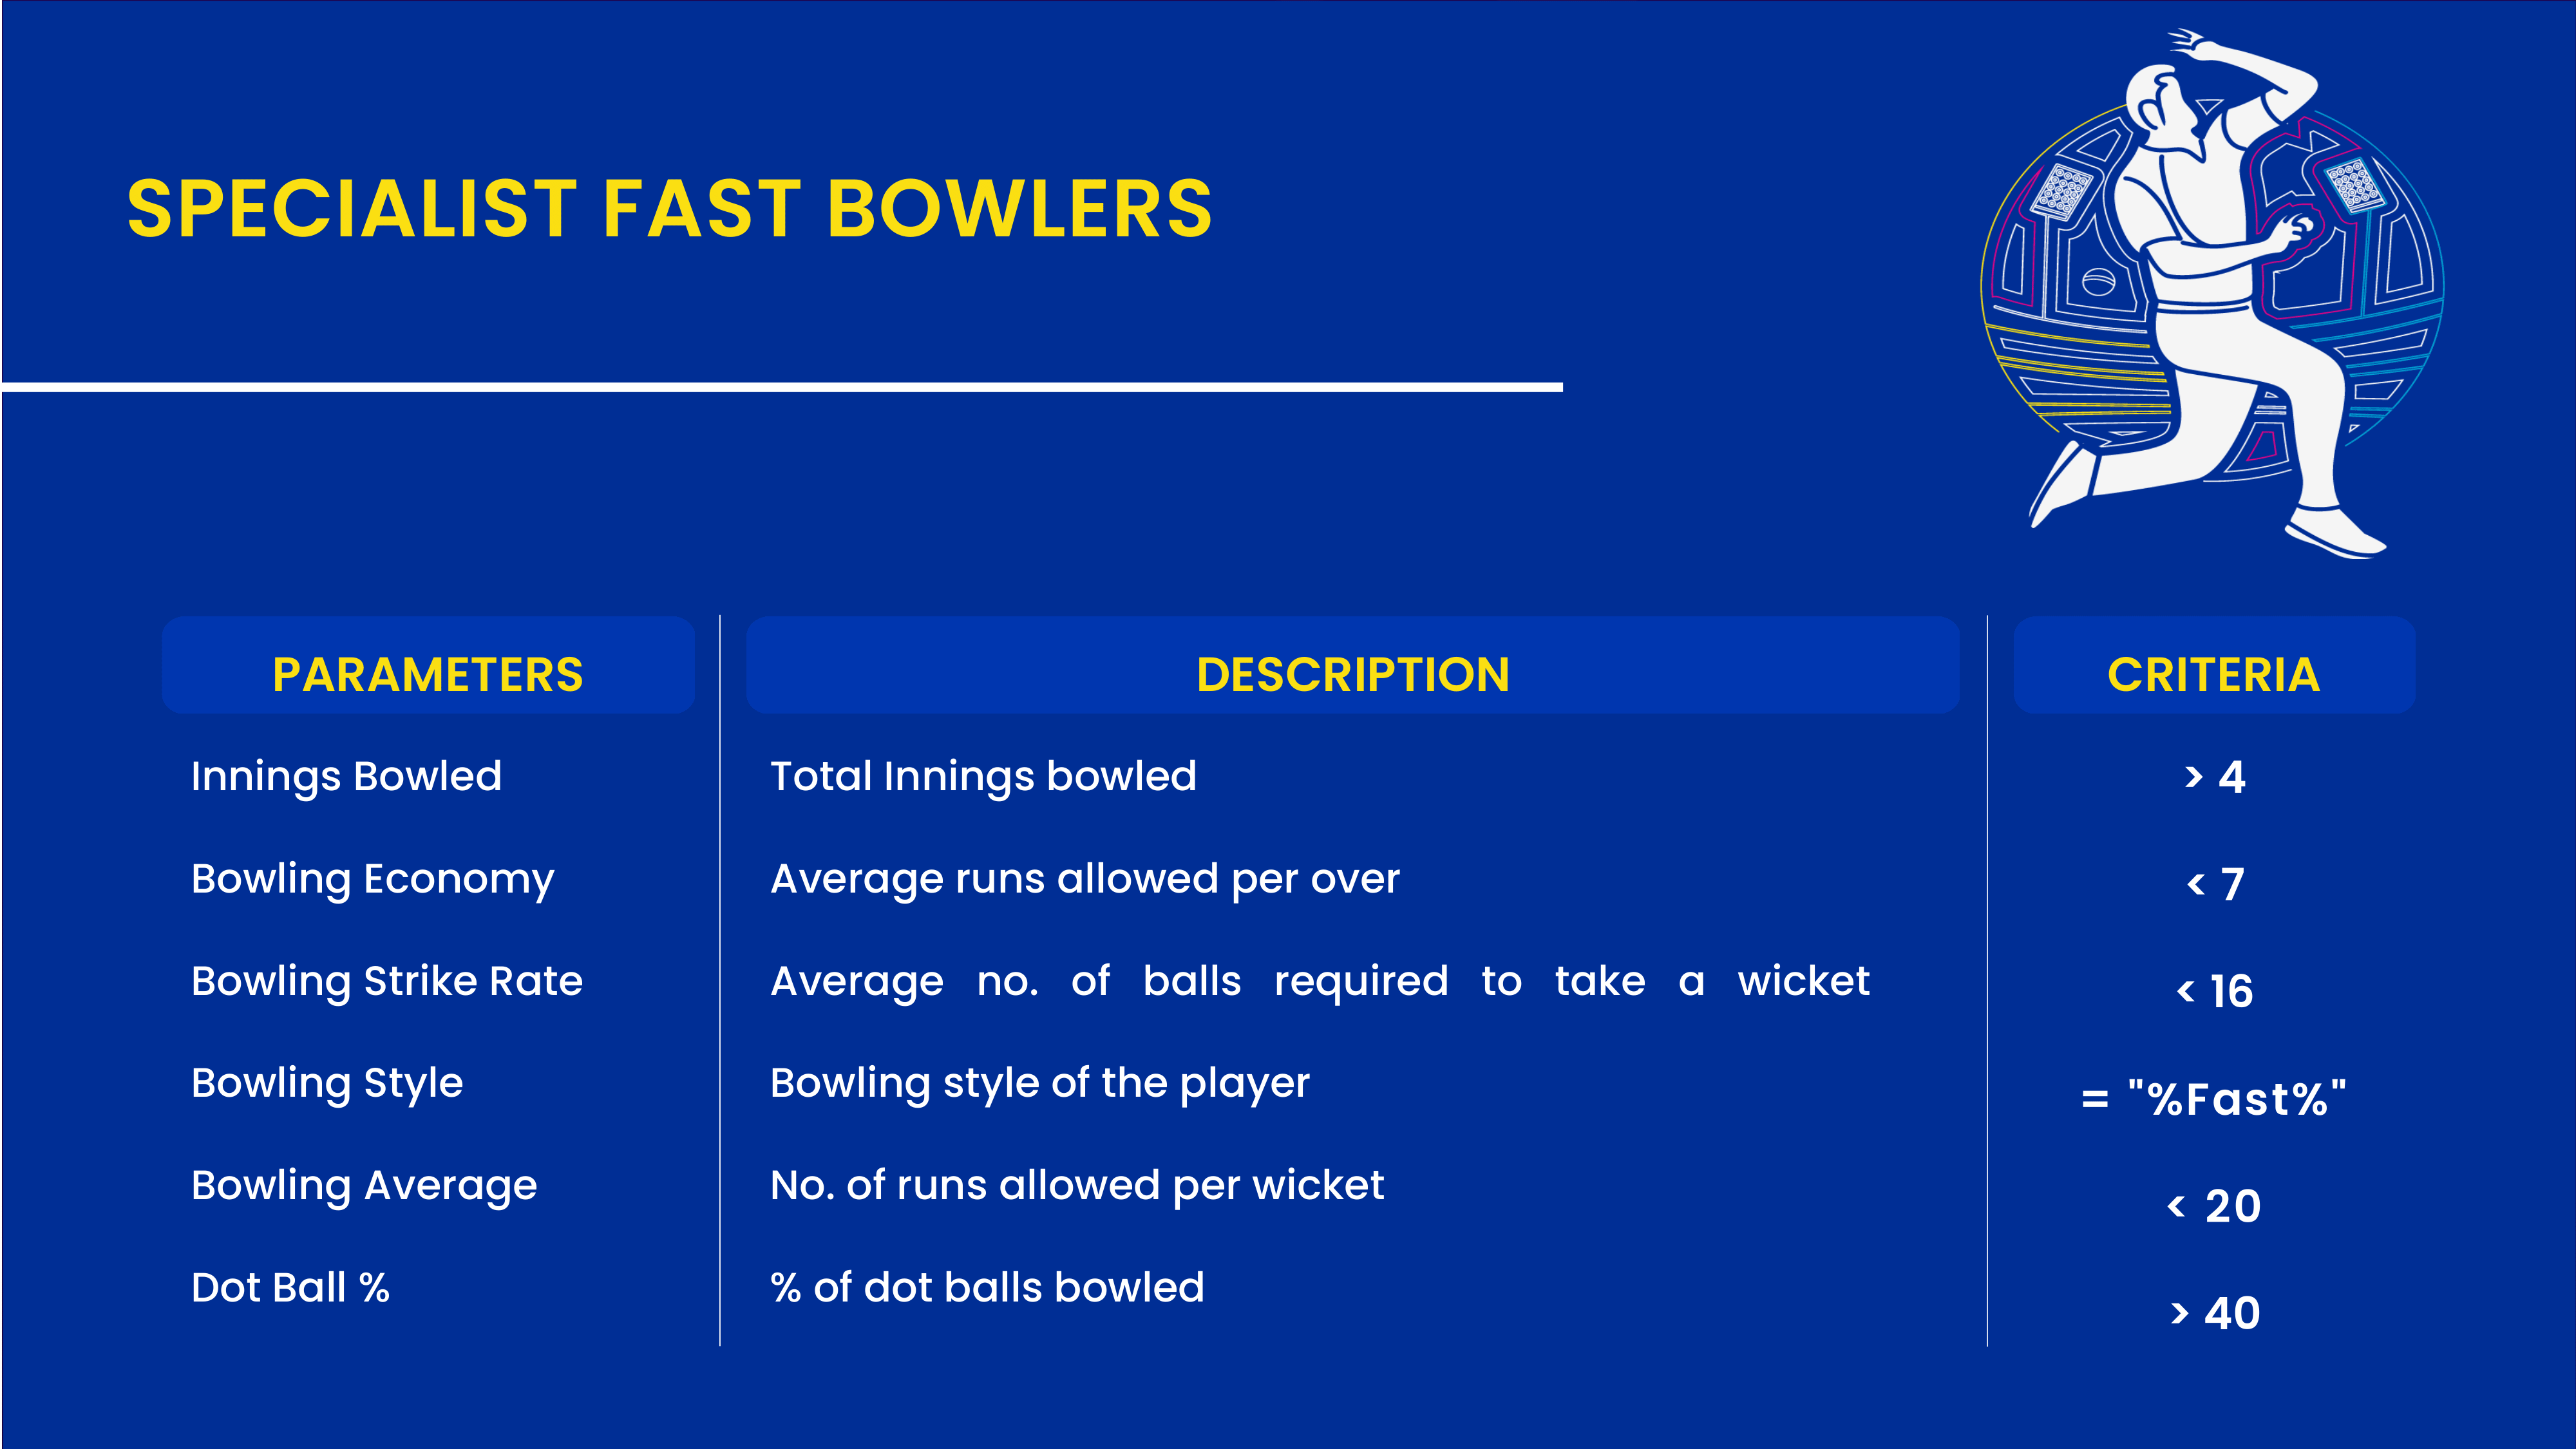 SPECIALIST FAST BOWLERS
PARAMETERS DESCRIPTION CRITERIA
Innings Bowled Total Innings bowled > 4
Bowling Economy Average runs allowed per over < 7
Bowling Strike Rate Average no. of balls required to take a wicket < 16
Bowling Style Bowling style of the player = "%Fast%"
Bowling Average No. of runs allowed per wicket < 20
Dot Ball % % of dot balls bowled > 40